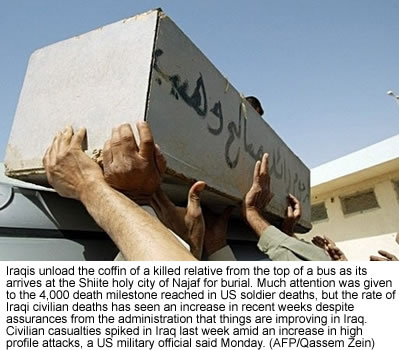 Iraqis unload the coffin of a killed relative from the top of a bus as its
arrives at the Shiite holy city of Najaf for burial. Much attention was given
to the 4,000 death milestone reached in US soldier deaths, but the rate of
Iraqi civilian deaths has seen an increase in recent weeks despite
assurances from the administration that things are improving in Iraq.
Civilian casualties spiked in Iraq last week amid an increase in high
profile attacks, a US military official said Monday. (AFP/Qassem Zein)